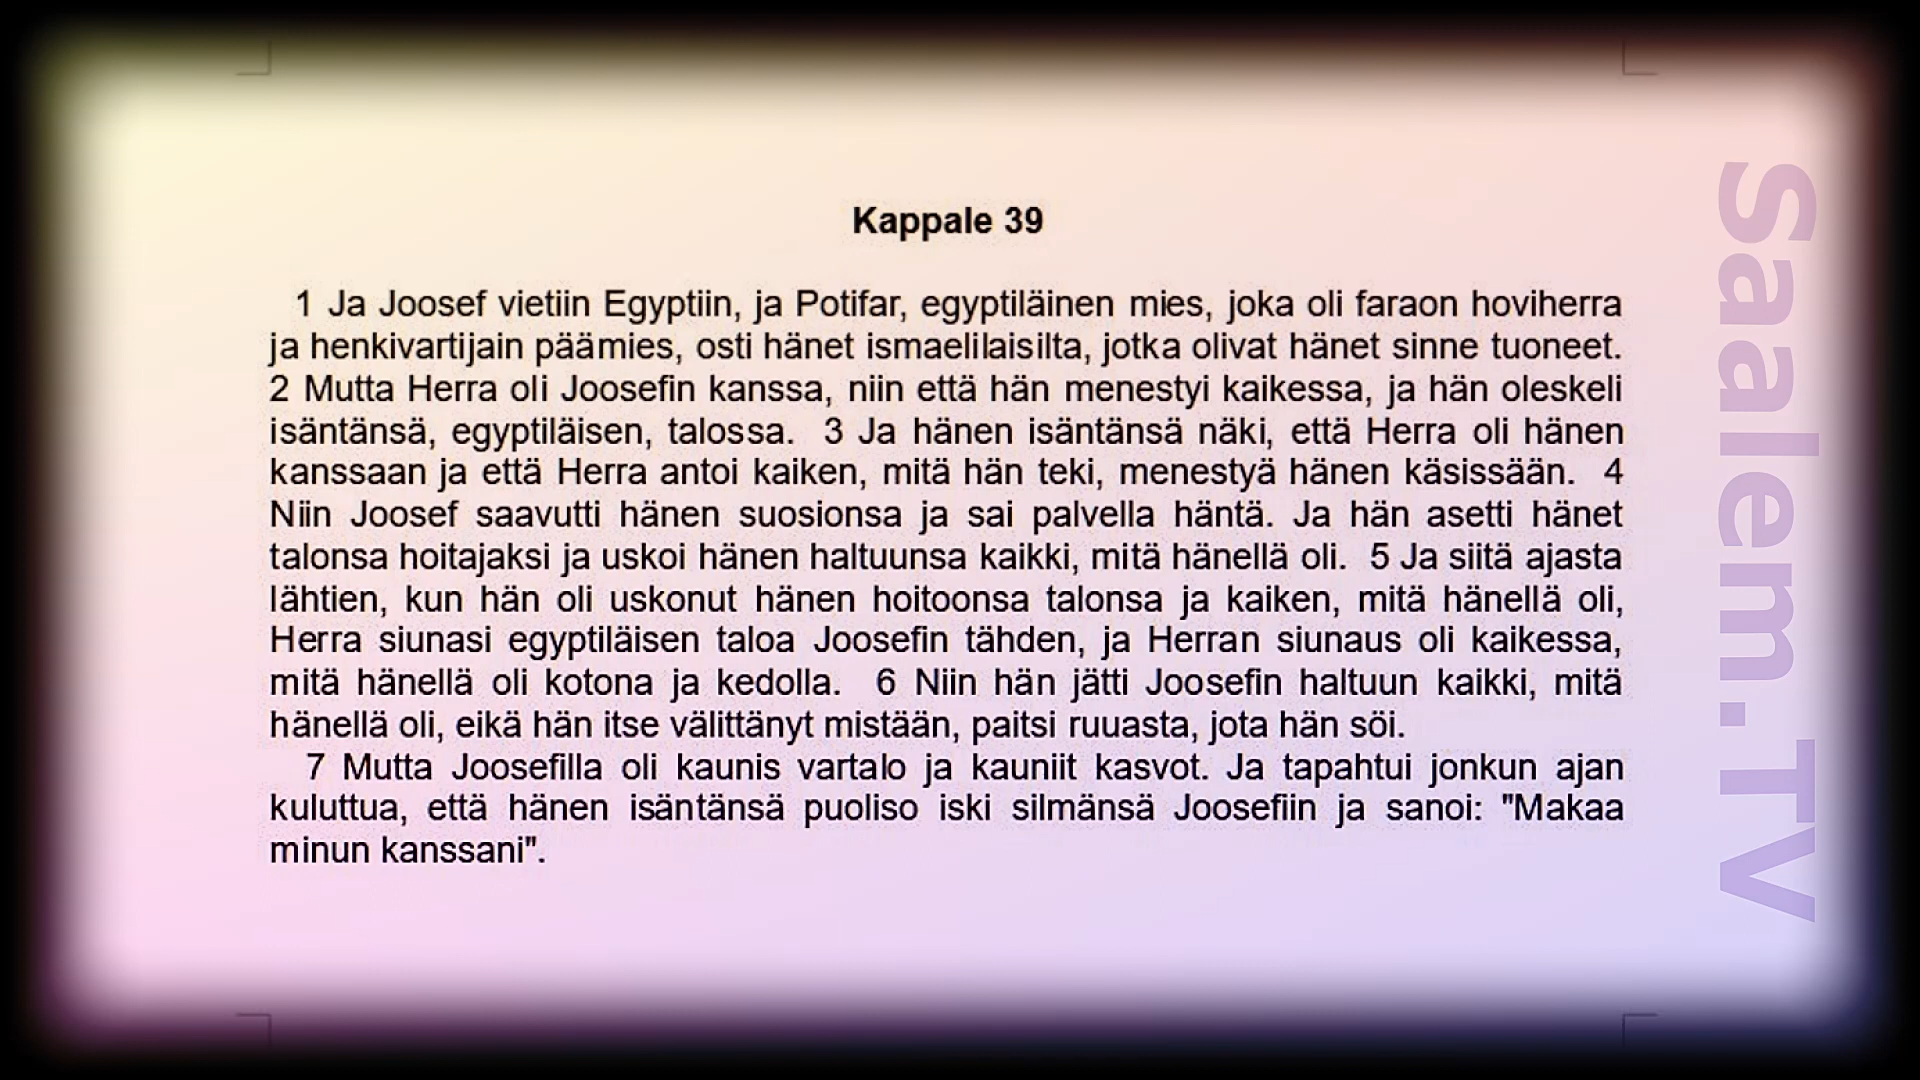 Kappale 39
1 Ja Joosef vietiin Egyptiin, ja Potifar, egyptiläinen mies, joka oli faraon hoviherra
ja henkivartijain päämies, osti hänet ismaelilaisilta, jotka olivat hänet sinne tuoneet.
2 Mutta Herra oli Joosefin kanssa, niin että hän menestyi kaikessa, ja hän oleskeli
isäntänsä, egyptiläisen, talossa. 3 Ja hänen isäntänsä näki, että Herra oli hänen
kanssaan ja että Herra antoi kaiken, mitä hän teki, menestyä hänen käsissään. 4
Niin Joosef saavutti hänen suosionsa ja sai palvella häntä. Ja hän asetti hänet
talonsa hoitajaksi ja uskoi hänen haltuunsa kaikki, mitä hänellä oli. 5 Ja siitä ajasta
lähtien, kun hän oli uskonut hänen hoitoonsa talonsa ja kaiken, mitä hänellä oli,
Herra siunasi egyptiläisen taloa Joosefin tähden, ja Herran siunaus oli kaikessa,
mitä hänellä oli kotona ja kedolla. 6 Niin hän jätti Joosefin haltuun kaikki, mitä
hänellä oli, eikä hän itse välittänyt mistään, paitsi ruuasta, jota hän söi.
7 Mutta Joosefilla oli kaunis vartalo ja kauniit kasvot. Ja tapahtui jonkun ajan
kuluttua, että hänen isäntänsä puoliso iski silmänsä Joosefiin ja sanoi: "Makaa
minun kanssani".
Saalem.TV